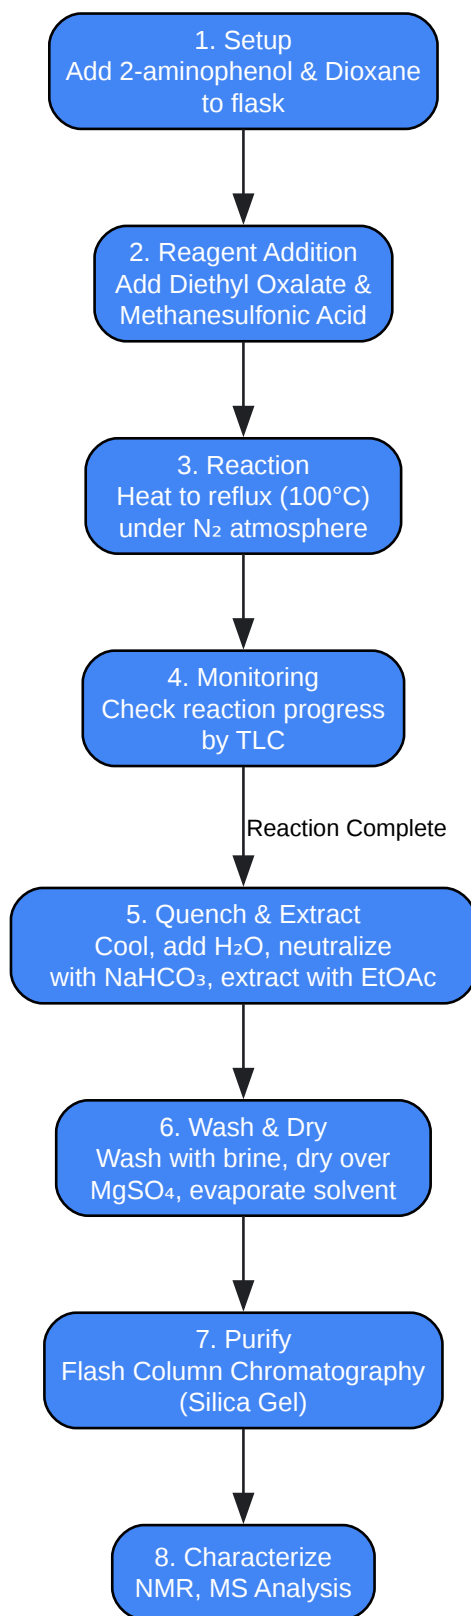 1. Setup
Add 2-aminophenol & Dioxane
to flask
2. Reagent Addition
Add Diethyl Oxalate &
Methanesulfonic Acid
3. Reaction
Heat to reflux (100°C)
under N₂ atmosphere
4. Monitoring
Check reaction progress
by TLC
Reaction Complete
5. Quench & Extract
Cool, add H₂O, neutralize
with NaHCO₃, extract with EtOAc
6. Wash & Dry
Wash with brine, dry over
MgSO₄, evaporate solvent
7. Purify
Flash Column Chromatography
(Silica Gel)
8. Characterize
NMR, MS Analysis